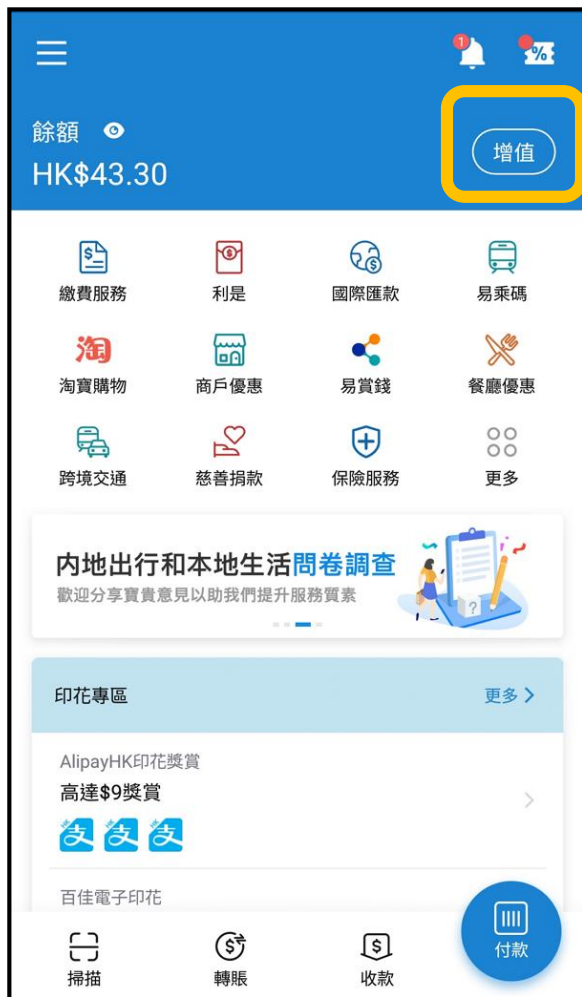 1
%
餘額
HK$43.30
增值
繳費服務
利是
國際匯款
易乘碼
淘
淘寶購物
商戶優惠
易賞錢
餐廳優惠
跨境交通
慈善捐款
保險服務
更多
内地出行和本地生活問卷調查
歡迎分享寶貴意見以助我們提升服務質素
?
印花專區
更多
AlipayHK印花獎賞
高達$9獎賞
支 支 支
百佳電子印花
掃描
轉賬
收款
付款